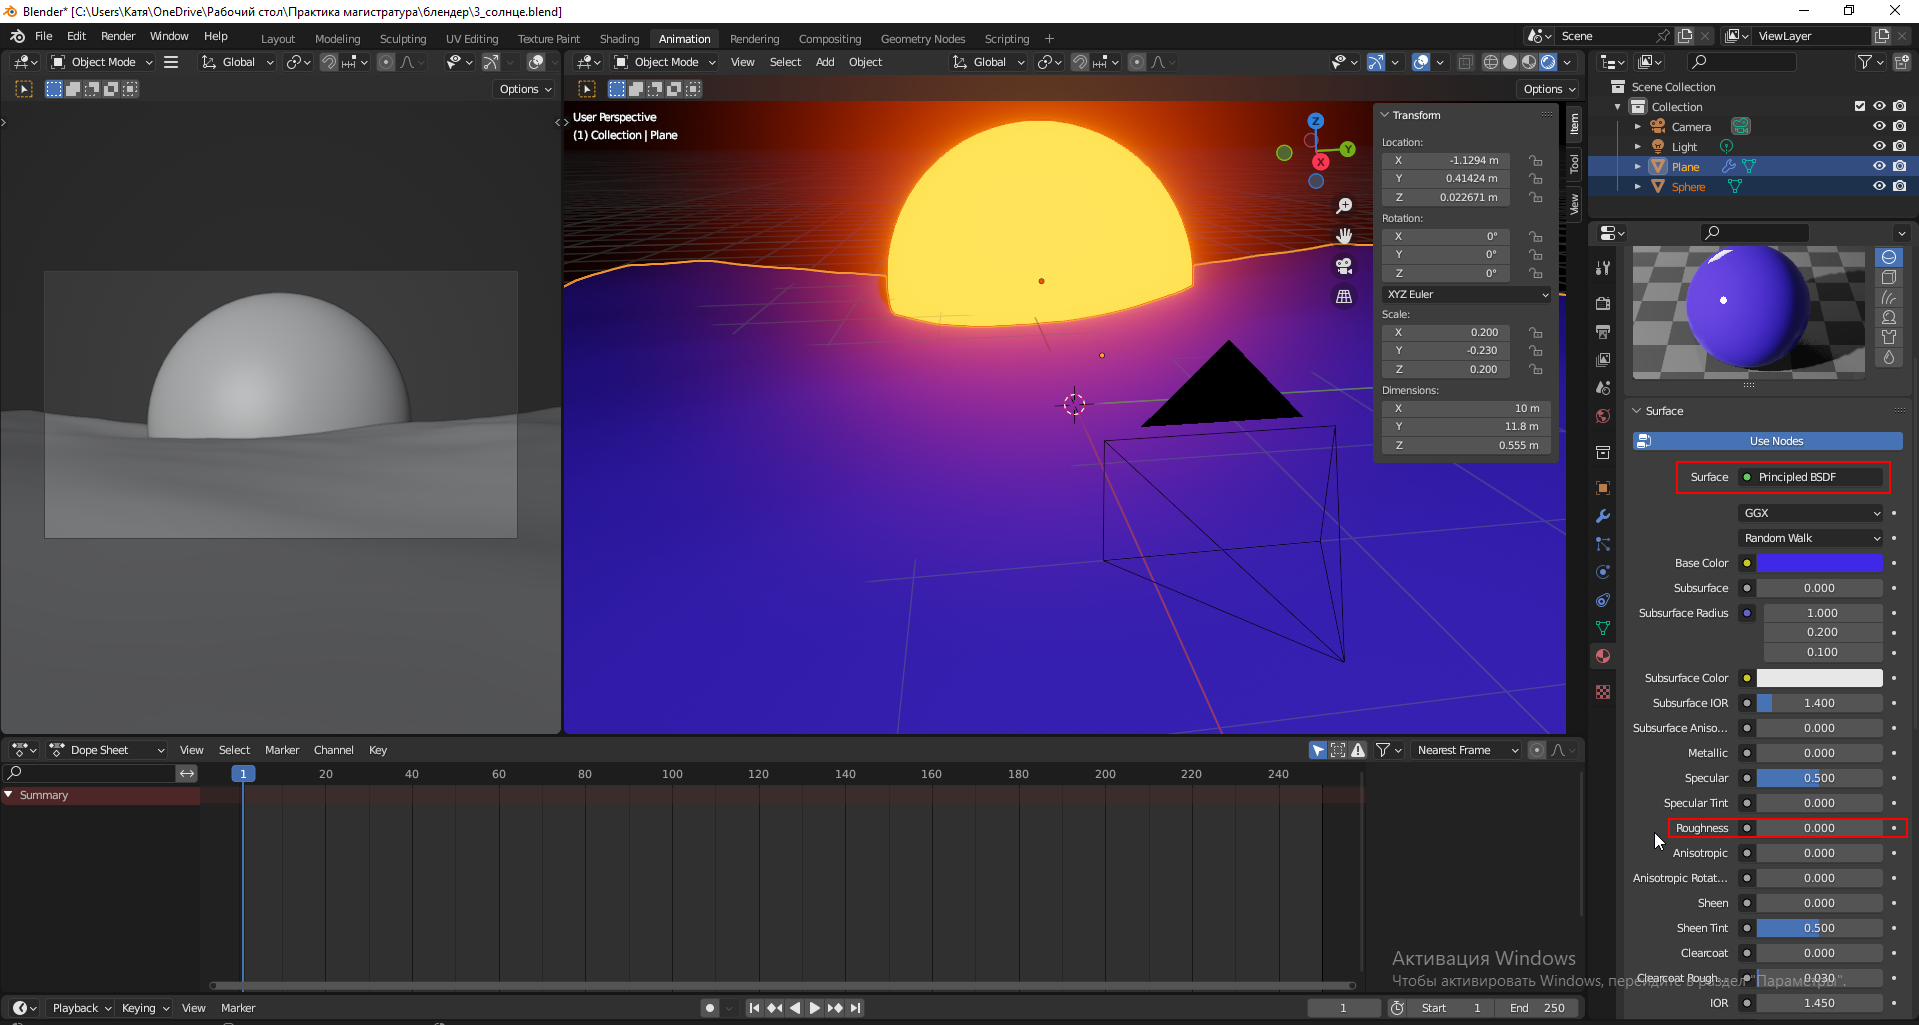 Blender* [C:\Users\Катя\OneDrive\Рабочий стол\Практика магистратура\блендер\3_солнце.blend]
File Edit Render Window Help Layout Modeling Sculpting UV Editing Texture Paint Shading Animation Rendering Compositing Geometry Nodes Scripting + Scene ViewLayer
Object Mode Global
Options
Object Mode View Select Add Object Global
Options
User Perspective
(1) Collection | Plane
Z
Y
X
Transform
Location:
X -1.1294 m
Y 0.41424 m
Z 0.022671 m
Rotation:
X 0°
Y 0°
Z 0°
XYZ Euler
Scale:
X 0.200
Y -0.230
Z 0.200
Dimensions:
X 10 m
Y 11.8 m
Z 0.555 m
Item
Tool
View
Scene Collection
Collection
Camera
Light
Plane
Sphere
Surface
Use Nodes
Surface Principled BSDF
GGX
Random Walk
Base Color
Subsurface 0.000
Subsurface Radius 1.000
0.200
0.100
Subsurface Color
Subsurface IOR 1.400
Subsurface Aniso... 0.000
Metallic 0.000
Specular 0.500
Specular Tint 0.000
Roughness 0.000
Anisotropic 0.000
Anisotropic Rotat... 0.000
Sheen 0.000
Sheen Tint 0.500
Clearcoat 0.000
Clearcoat Rough... 0.030
IOR 1.450
Dope Sheet View Select Marker Channel Key Nearest Frame
1 20 40 60 80 100 120 140 160 180 200 220 240
Summary
Активация Windows
Чтобы активировать Windows, перейдите в раздел "Параметры".
Playback Keying View Marker 1 Start 1 End 250